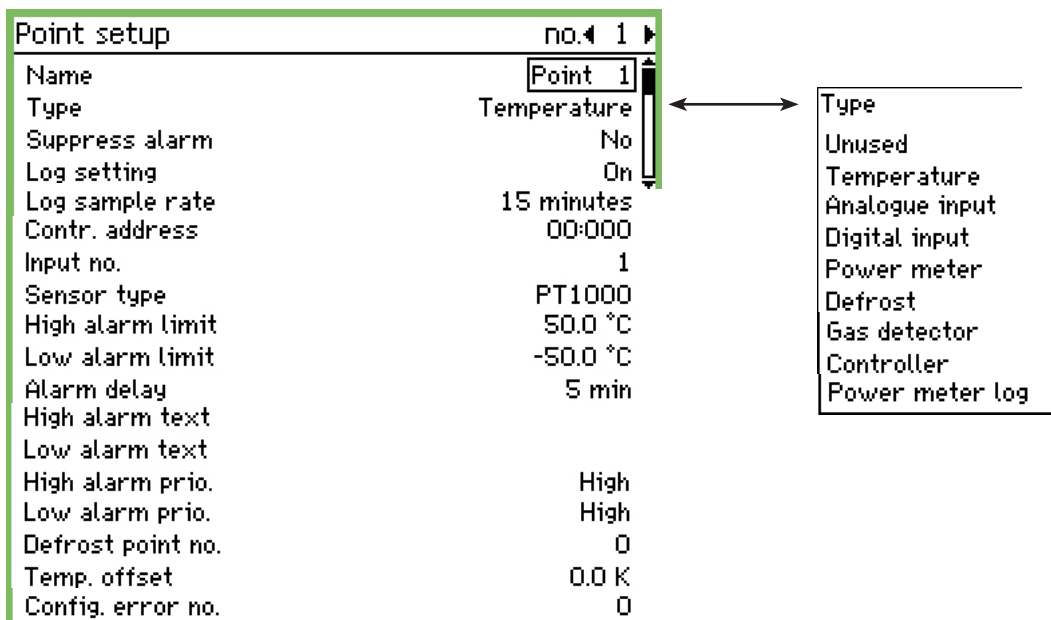 Point setup no. 1
Name Point 1
Type Temperature
Suppress alarm No
Log setting On
Log sample rate 15 minutes
Contr. address 00:000
Input no. 1
Sensor type PT1000
High alarm limit 50.0 °C
Low alarm limit -50.0 °C
Alarm delay 5 min
High alarm text
Low alarm text
High alarm prio. High
Low alarm prio. High
Defrost point no. 0
Temp. offset 0.0 K
Config. error no. 0
Type
Unused
Temperature
Analogue input
Digital input
Power meter
Defrost
Gas detector
Controller
Power meter log